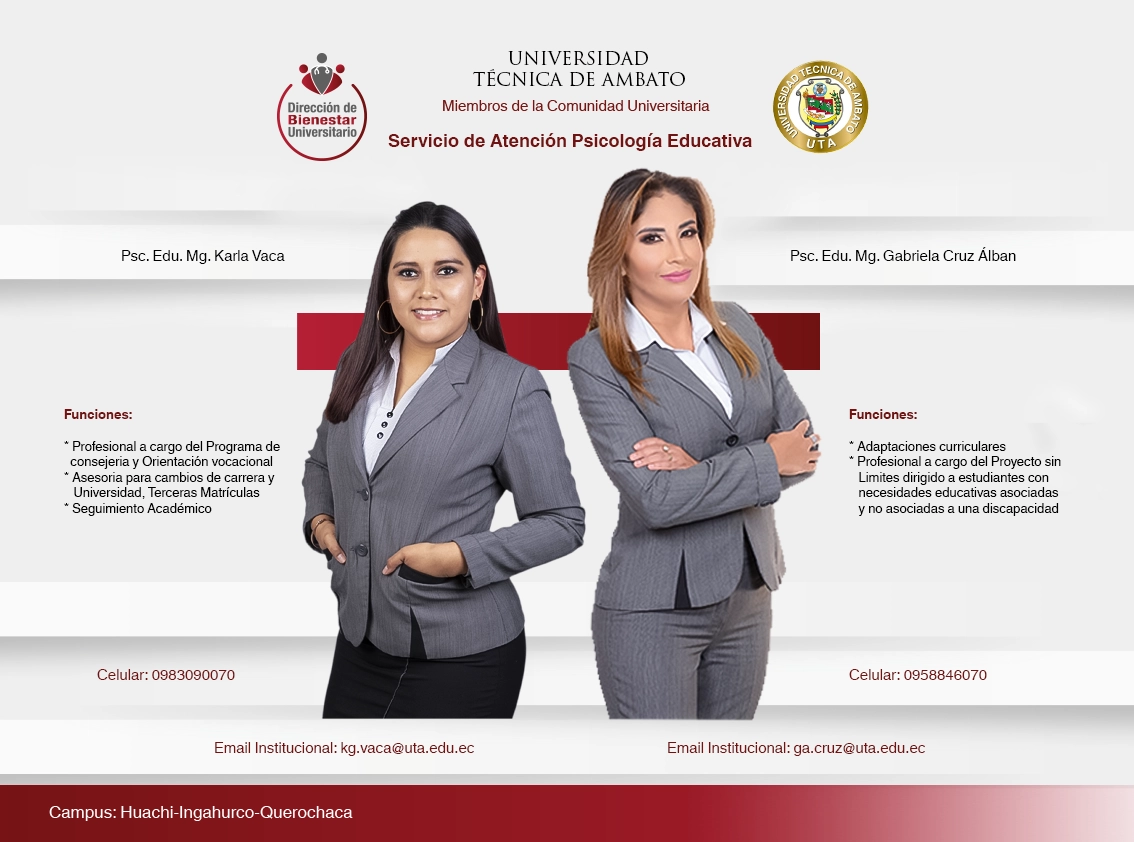 UNIVERSIDAD
TÉCNICA DE AMBATO
Miembros de la Comunidad Universitaria
Servicio de Atención Psicología Educativa
Dirección de
Bienestar
Universitario
UNIVERSIDAD TECNICA DE AMBATO
UTA
Psc. Edu. Mg. Karla Vaca
Psc. Edu. Mg. Gabriela Cruz Álban
Funciones:
* Profesional a cargo del Programa de
consejeria y Orientación vocacional
* Asesoria para cambios de carrera y
Universidad, Terceras Matrículas
* Seguimiento Académico
Funciones:
* Adaptaciones curriculares
* Profesional a cargo del Proyecto sin
Limites dirigido a estudiantes con
necesidades educativas asociadas
y no asociadas a una discapacidad
Celular: 0983090070
Celular: 0958846070
Email Institucional: kg.vaca@uta.edu.ec
Email Institucional: ga.cruz@uta.edu.ec
Campus: Huachi-Ingahurco-Querochaca